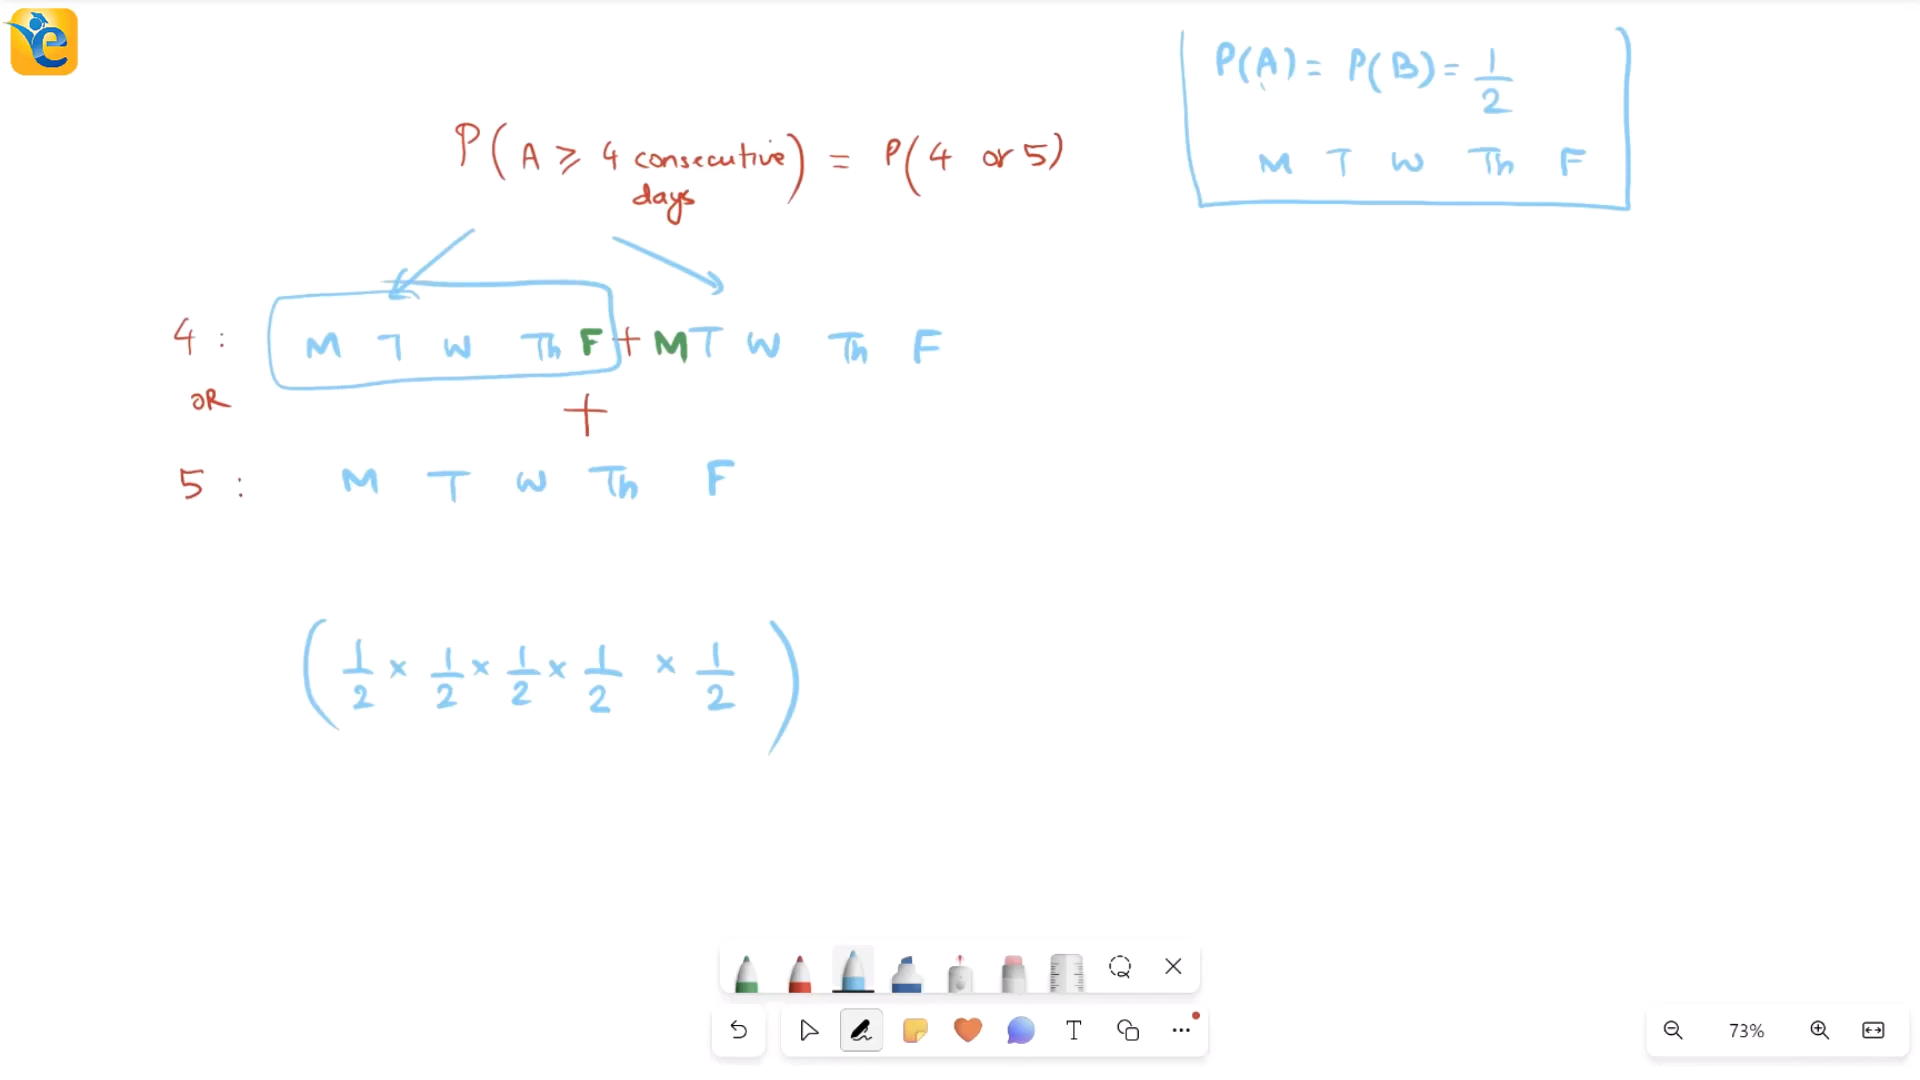 e
P(A) = P(B) = 1/2
M T W Th F
P(A ⩾ 4 consecutive days) = P(4 or 5)
4 : M T W Th F + M T W Th F
OR
+
5 : M T W Th F
(1/2 × 1/2 × 1/2 × 1/2 × 1/2)
T
73%